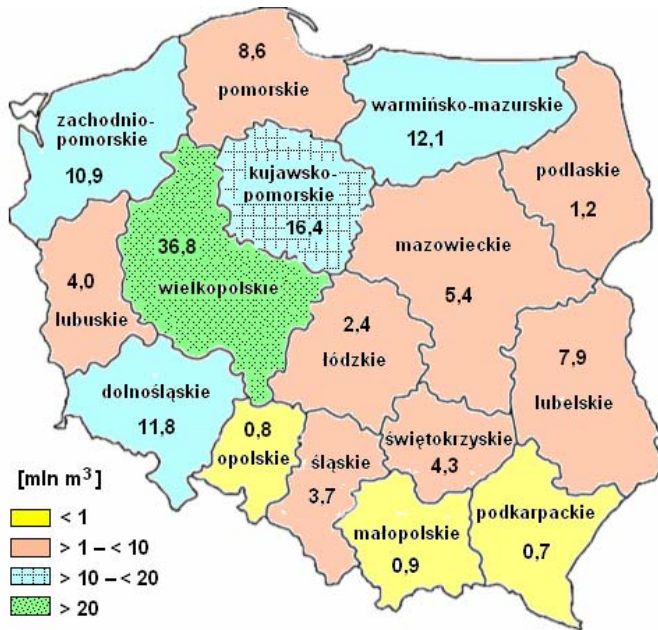 8,6
pomorskie
zachodnio-
pomorskie
10,9
warmińsko-mazurskie
12,1
kujawsko-
pomorskie
16,4
podlaskie
1,2
36,8
wielkopolskie
mazowieckie
5,4
4,0
lubuskie
2,4
łódzkie
7,9
lubelskie
dolnośląskie
11,8
0,8
opolskie
śląskie
3,7
świętokrzyskie
4,3
małopolskie
0,9
podkarpackie
0,7
[mln m³]
< 1
> 1 – < 10
> 10 – < 20
> 20